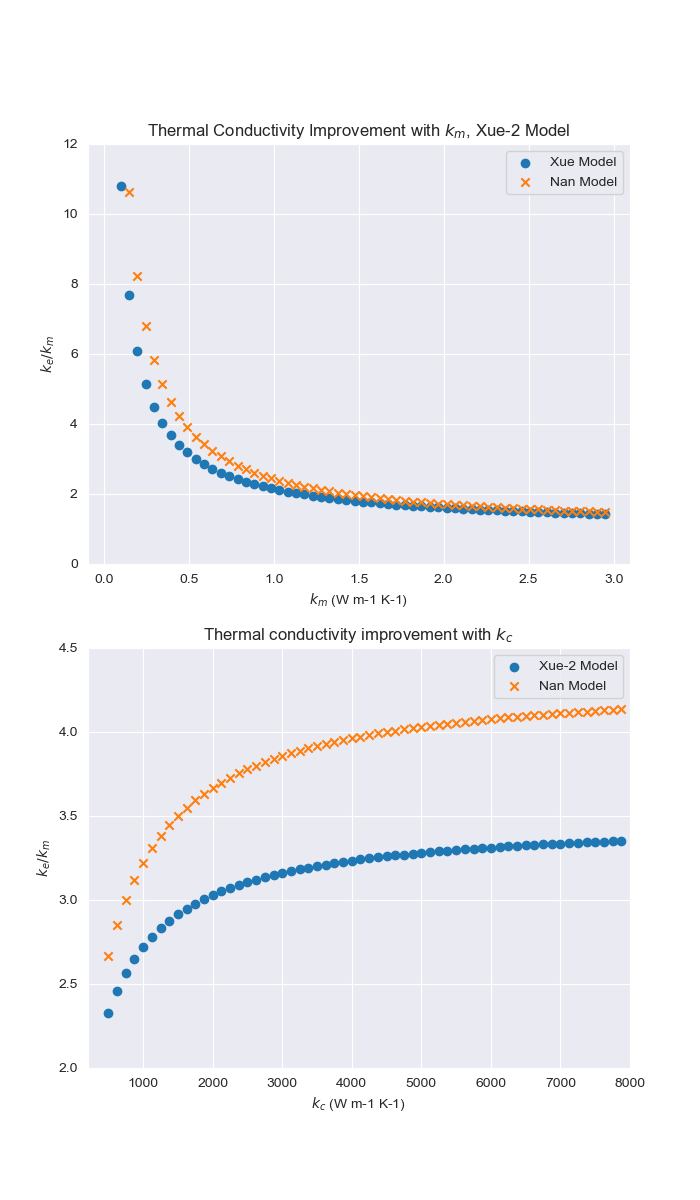 Thermal Conductivity Improvement with k_m, Xue-2 Model
12
10
8
6
4
2
0
k_e/k_m
Xue Model
Nan Model
0.0 0.5 1.0 1.5 2.0 2.5 3.0
k_m (W m-1 K-1)
Thermal conductivity improvement with k_c
4.5
4.0
3.5
3.0
2.5
2.0
k_e/k_m
Xue-2 Model
Nan Model
1000 2000 3000 4000 5000 6000 7000 8000
k_c (W m-1 K-1)